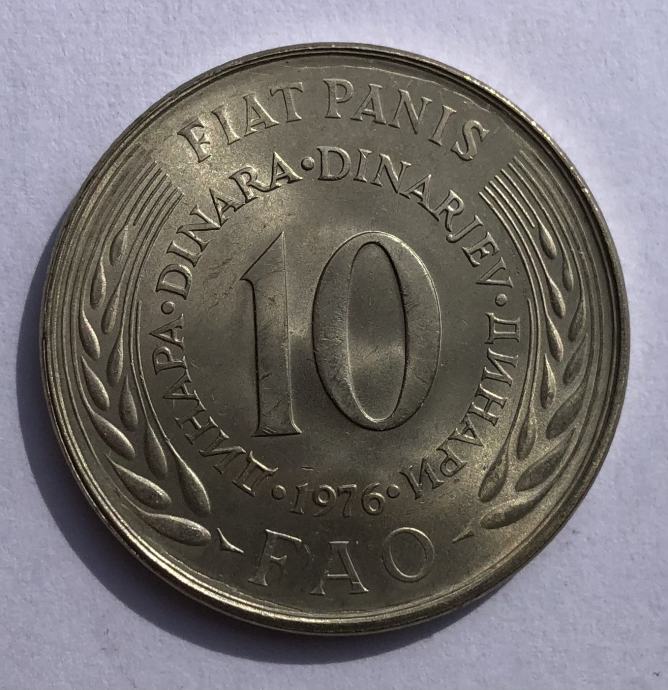 FIAT PANIS
ДИНАРА · DINARA · DINARJEV · ДИНАРИ ·
10
1976
FAO